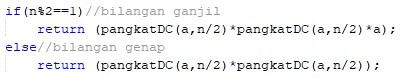 if(n%2==1)//bilangan ganjil
return (pangkatDC(a,n/2)*pangkatDC(a,n/2)*a);
else//bilangan genap
return (pangkatDC(a,n/2)*pangkatDC(a,n/2));